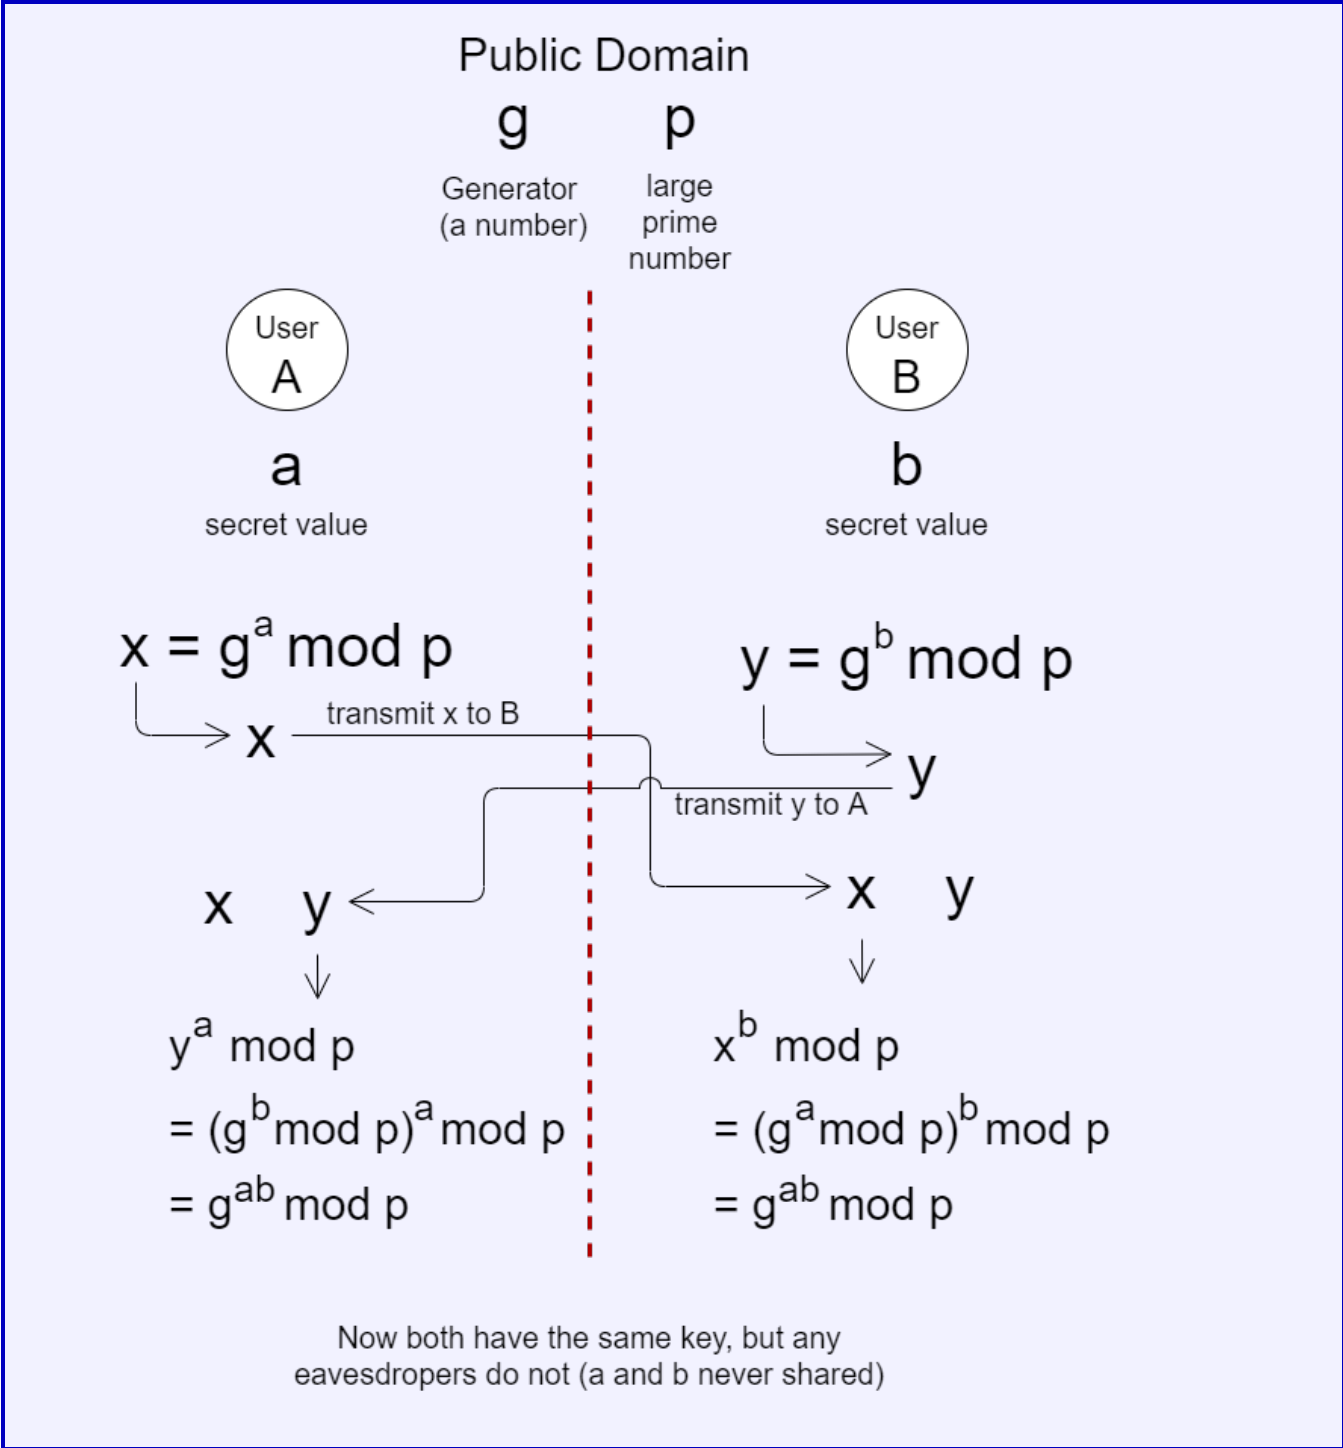 Public Domain
g p
Generator
(a number)
large
prime
number
User
A
a
secret value
User
B
b
secret value
x = g^a mod p
x
transmit x to B
y = g^b mod p
y
transmit y to A
x y
x y
y^a mod p
= (g^b mod p)^a mod p
= g^ab mod p
x^b mod p
= (g^a mod p)^b mod p
= g^ab mod p
Now both have the same key, but any
eavesdropers do not (a and b never shared)